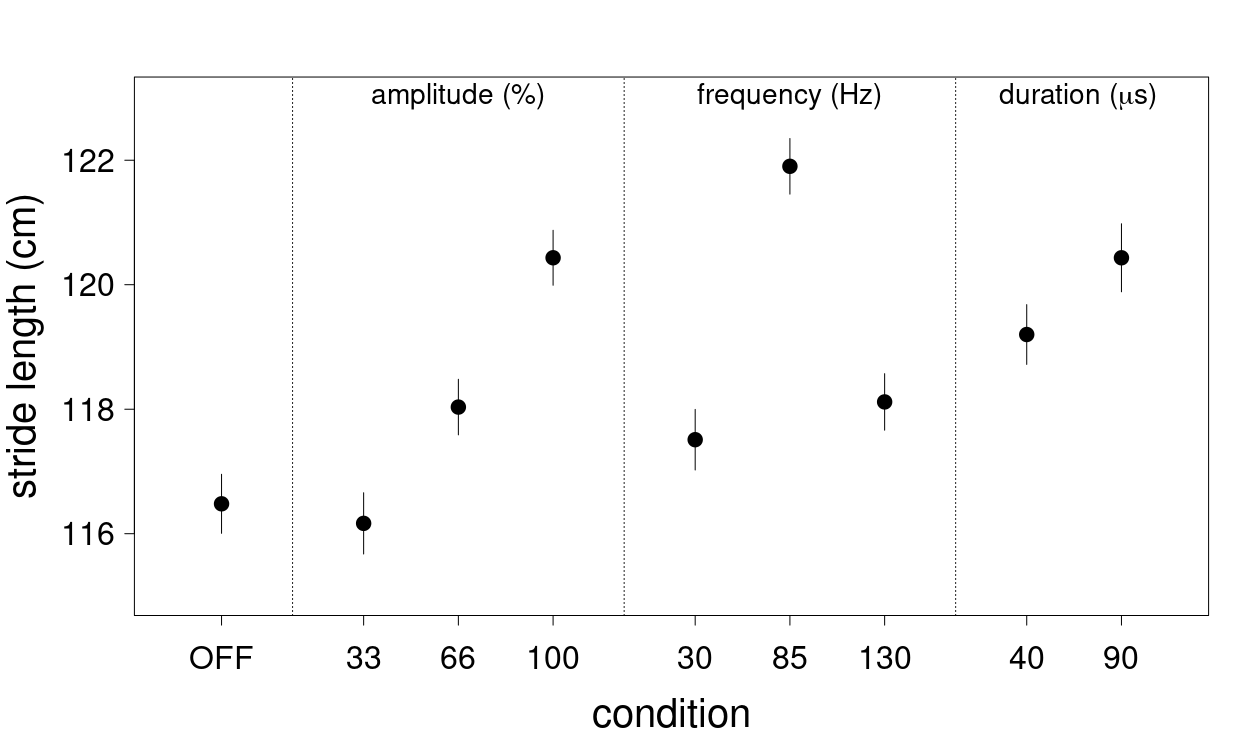 amplitude (%) frequency (Hz) duration (μs)
122
120
118
116
stride length (cm)
OFF 33 66 100 30 85 130 40 90
condition